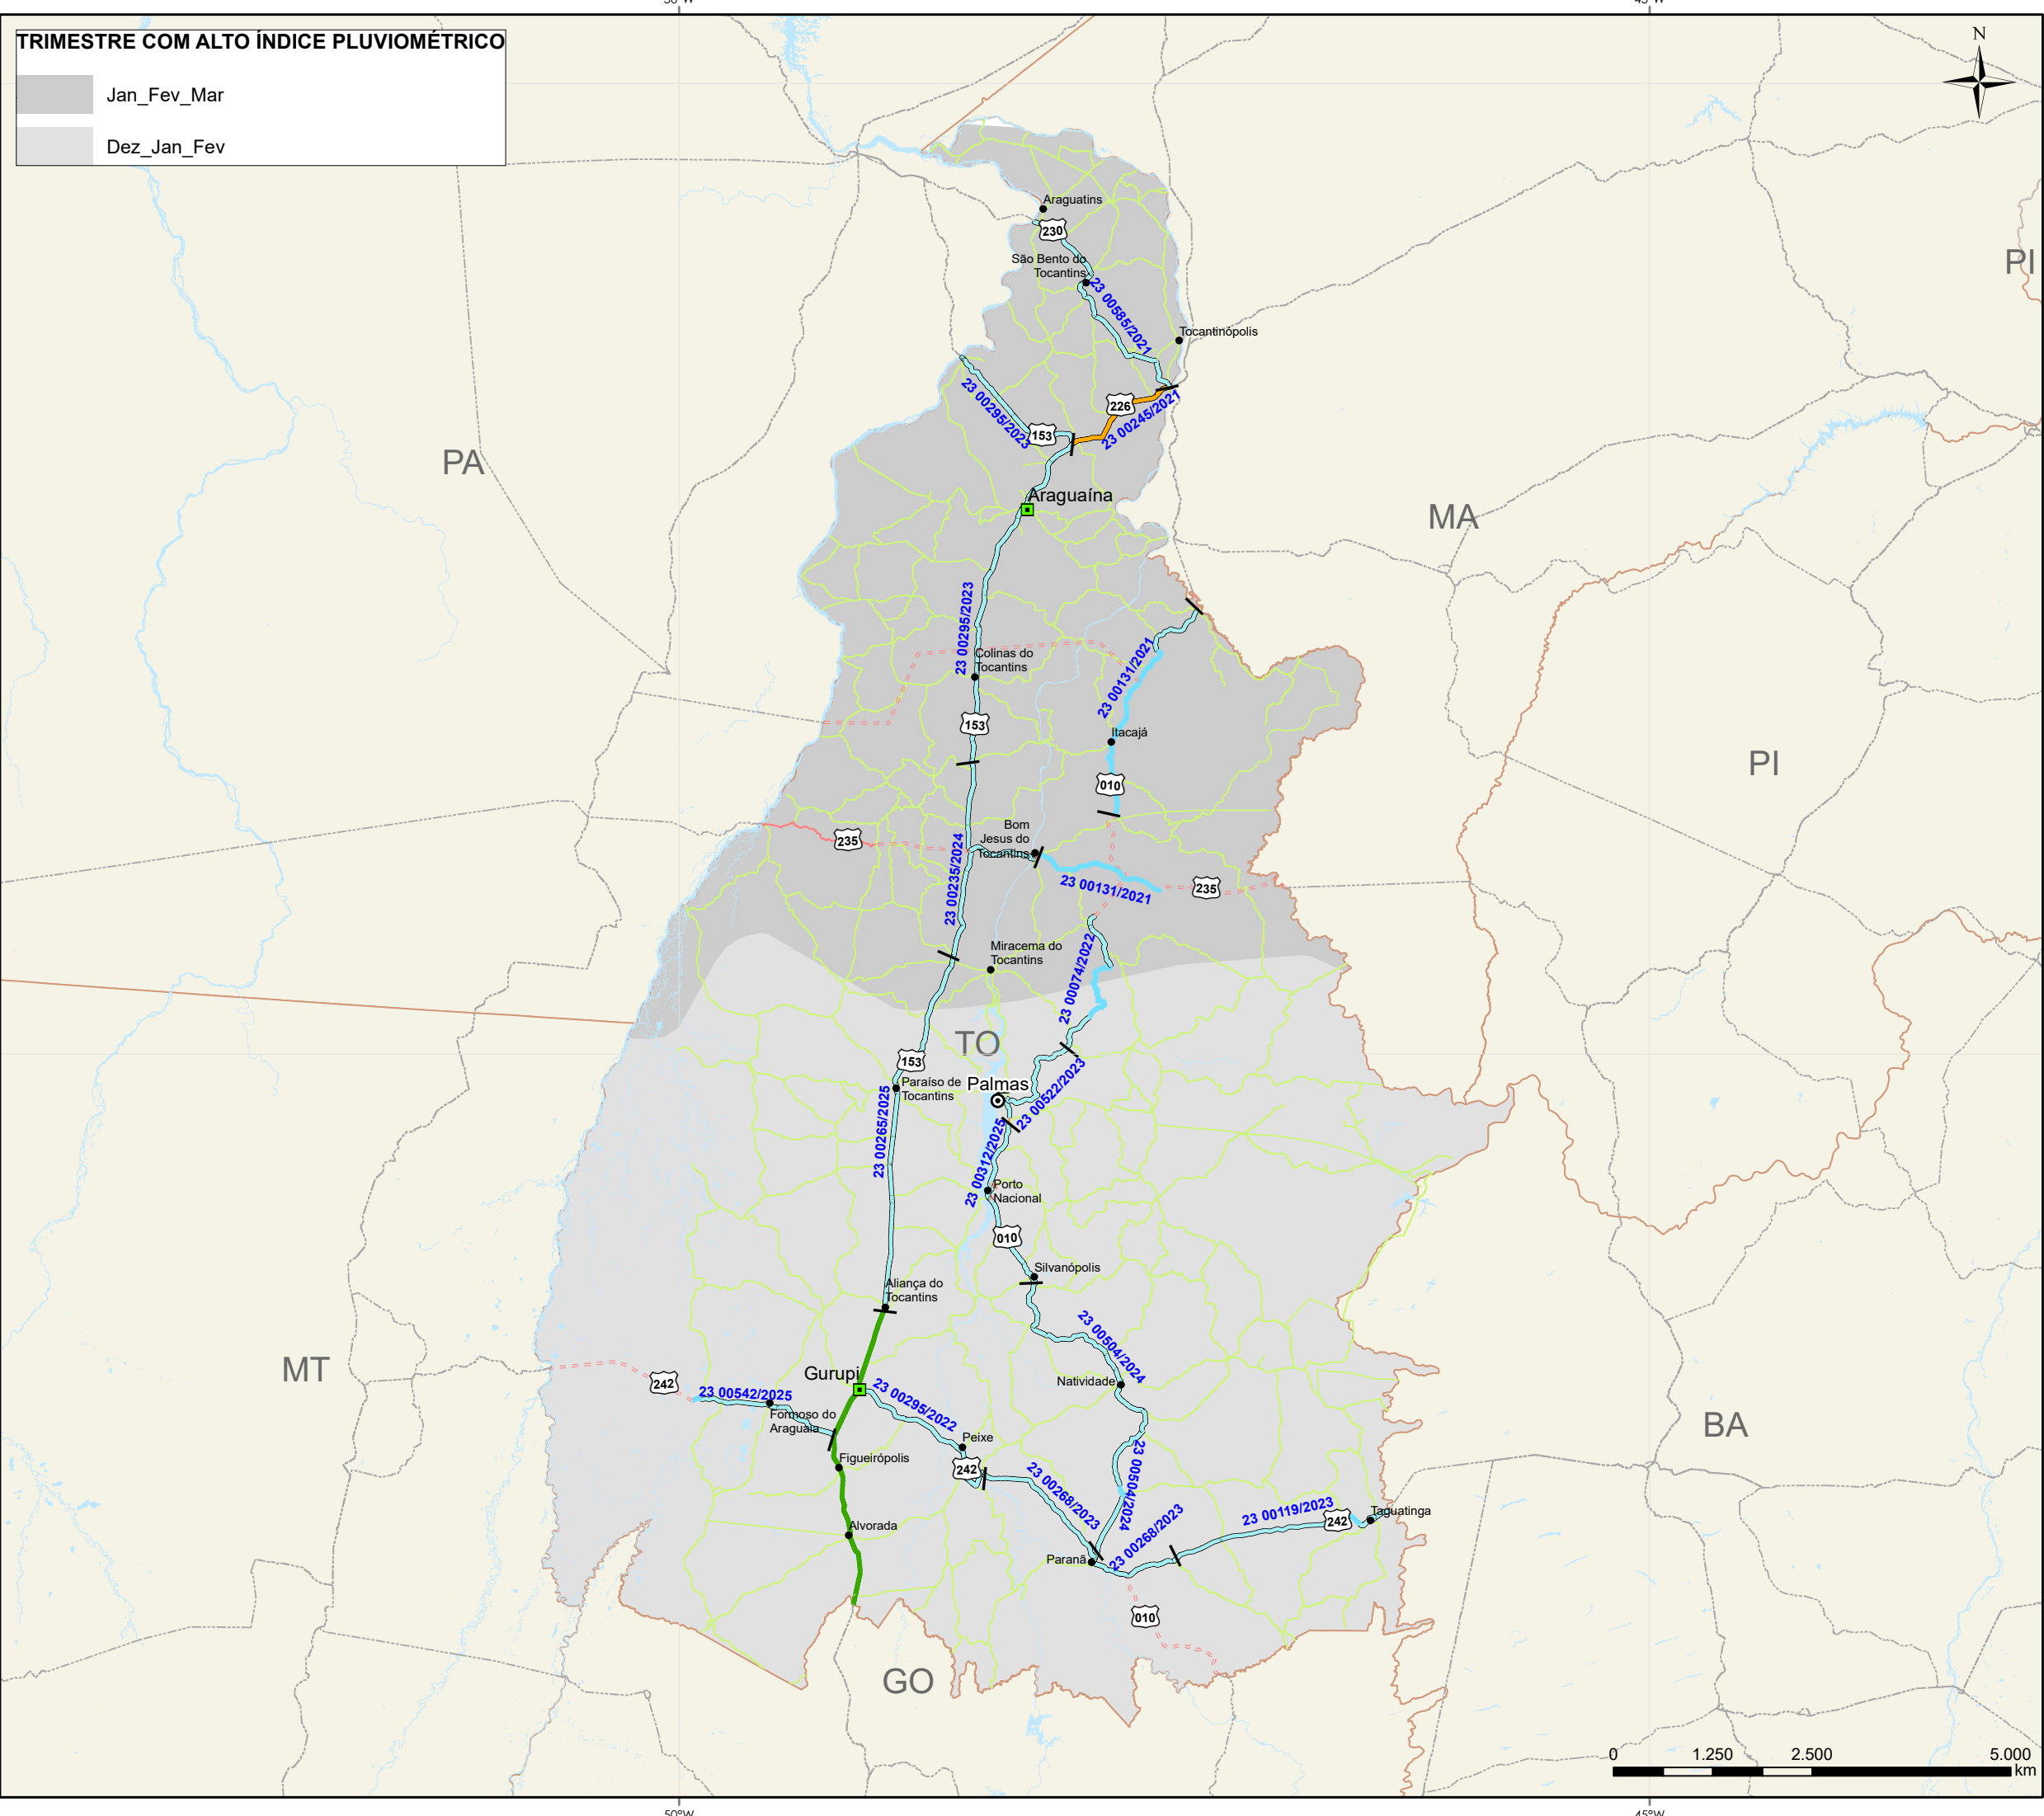 50°W
45°W
TRIMESTRE COM ALTO ÍNDICE PLUVIOMÉTRICO
Jan_Fev_Mar
Dez_Jan_Fev
N
Araguatins
230
São Bento do
Tocantins
23 00585/2021
PI
Tocantinópolis
226
23 00245/2021
23 00295/2023
153
PA
Araguaína
MA
23 00295/2023
Colinas do
Tocantins
23 00131/2021
153
Itacajá
010
PI
Bom
Jesus do
Tocantins
235
23 00235/2024
23 00131/2021
235
Miracema do
Tocantins
23 00074/2022
TO
153
Paraíso de
Tocantins
Palmas
23 00522/2023
23 00265/2025
23 00312/2025
Porto
Nacional
010
Silvanópolis
Aliança do
Tocantins
23 00504/2024
MT
Gurupi
242
23 00542/2025
Formoso do
Araguaia
23 00295/2022
Natividade
BA
Peixe
242
Figueirópolis
23 00268/2023
23 00504/2024
23 00268/2023
23 00119/2023
242
Taguatinga
Alvorada
Paranã
010
GO
0
1.250
2.500
5.000
km
50°W
45°W